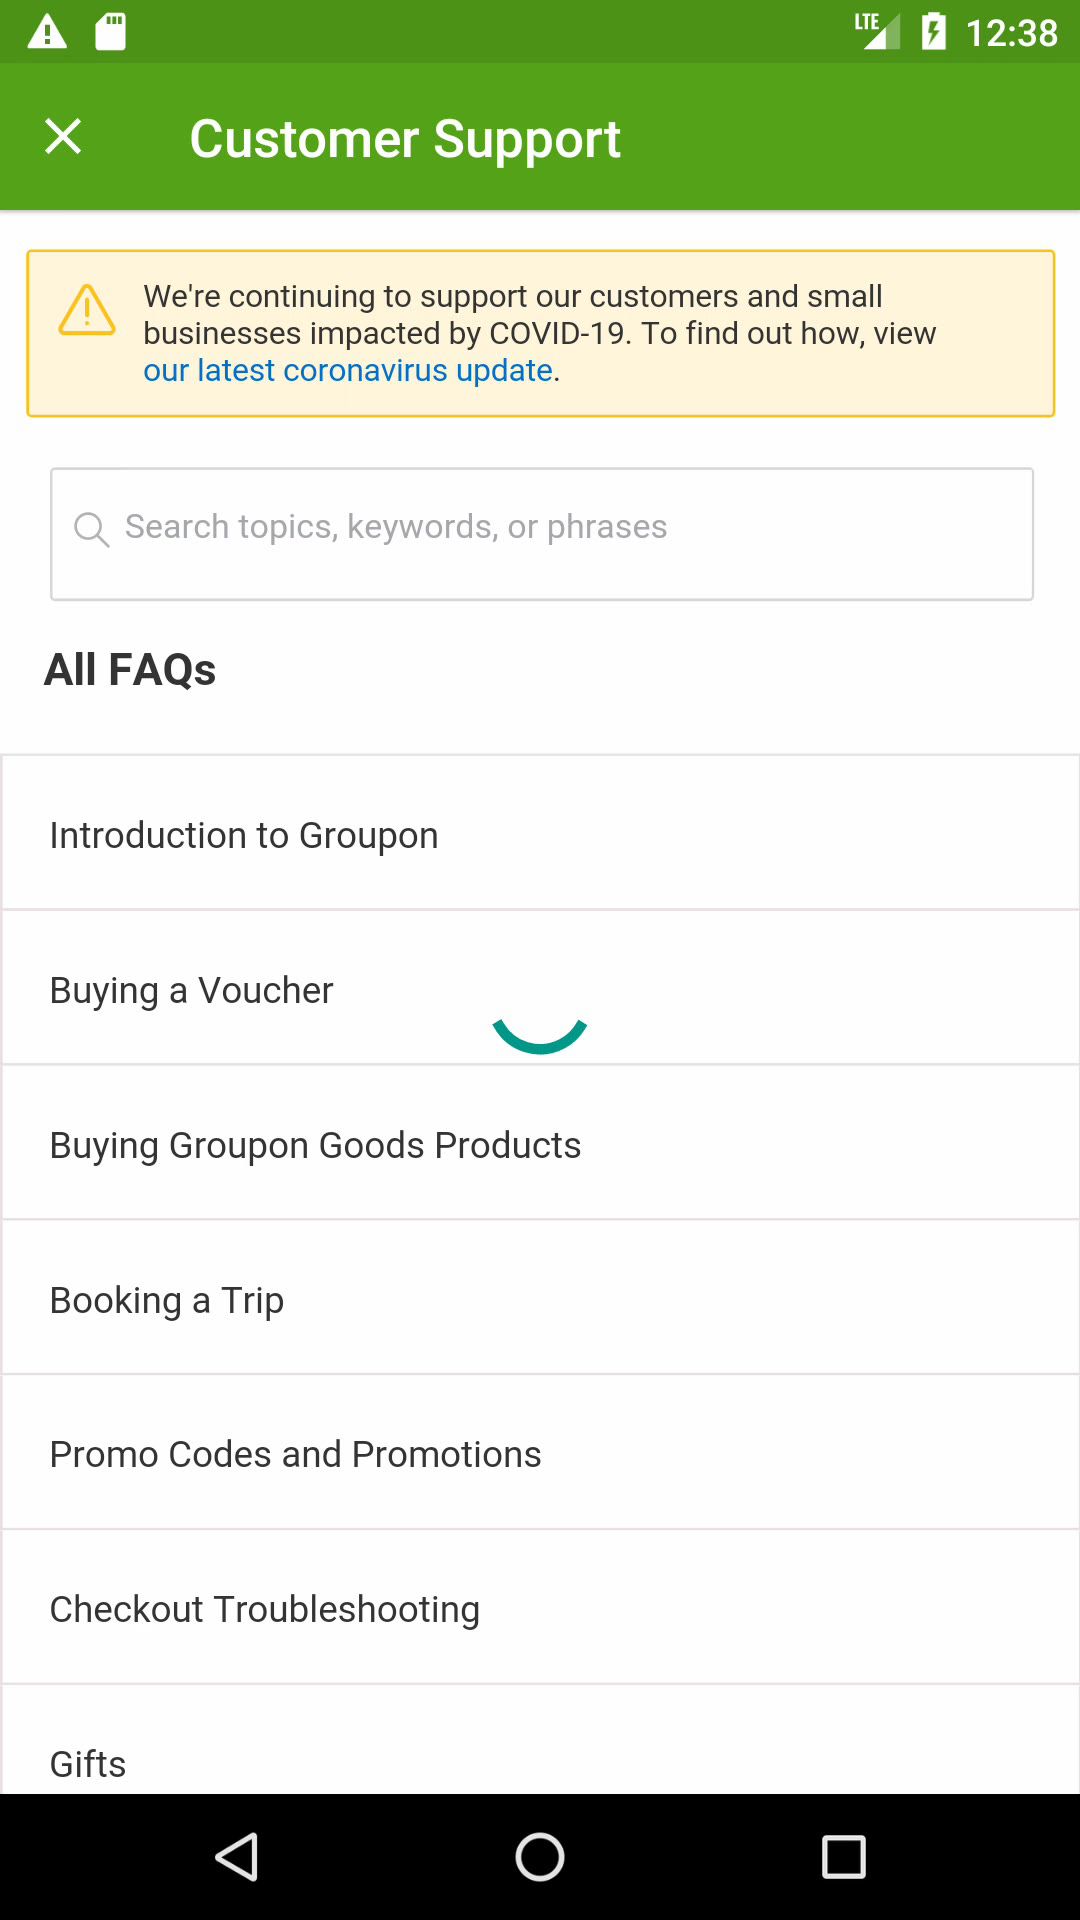 LTE 12:38
Customer Support
We're continuing to support our customers and small
businesses impacted by COVID-19. To find out how, view
our latest coronavirus update.
Search topics, keywords, or phrases
All FAQs
Introduction to Groupon
Buying a Voucher
Buying Groupon Goods Products
Booking a Trip
Promo Codes and Promotions
Checkout Troubleshooting
Gifts